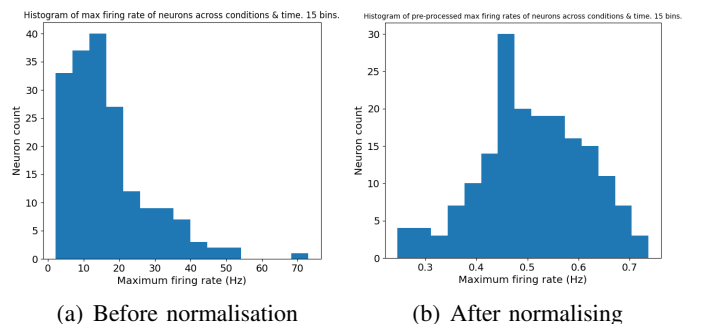 Histogram of max firing rate of neurons across conditions & time. 15 bins.
40
35
30
25
20
15
10
5
0
Neuron count
0 10 20 30 40 50 60 70
Maximum firing rate (Hz)
(a) Before normalisation
Histogram of pre-processed max firing rates of neurons across conditions & time. 15 bins.
30
25
20
15
10
5
0
Neuron count
0.3 0.4 0.5 0.6 0.7
Maximum firing rate (Hz)
(b) After normalising